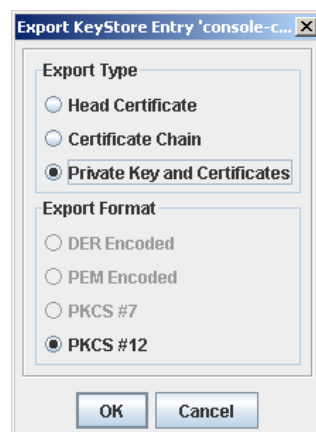 Export KeyStore Entry 'console-c...
Export Type
Head Certificate
Certificate Chain
Private Key and Certificates
Export Format
DER Encoded
PEM Encoded
PKCS #7
PKCS #12
OK Cancel